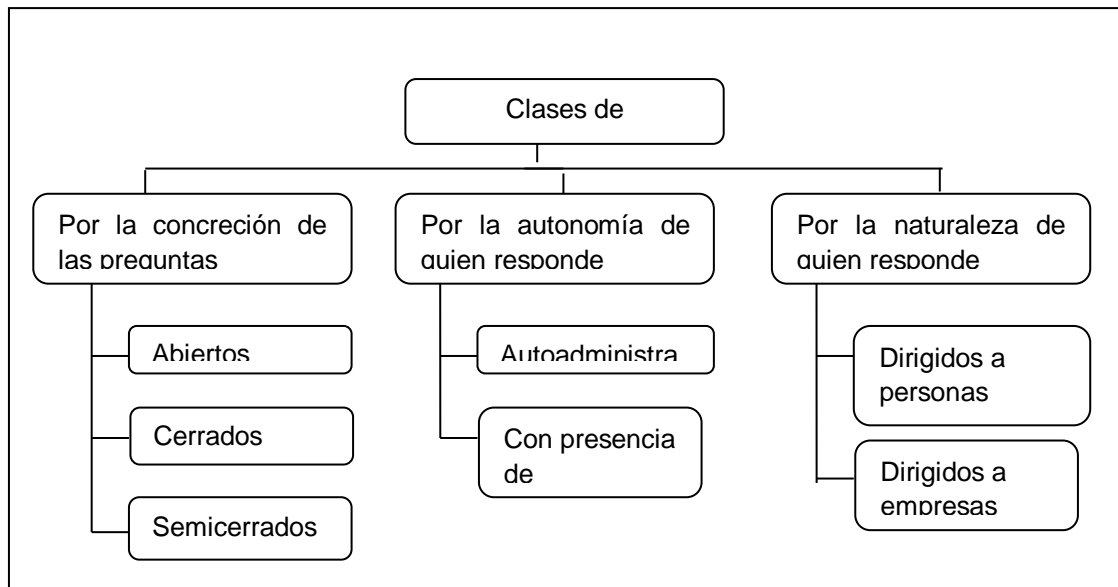 Clases de
Por la concreción de
las preguntas
Por la autonomía de
quien responde
Por la naturaleza de
quien responde
Abiertos
Cerrados
Semicerrados
Autoadministra
Con presencia
de
Dirigidos a
personas
Dirigidos a
empresas